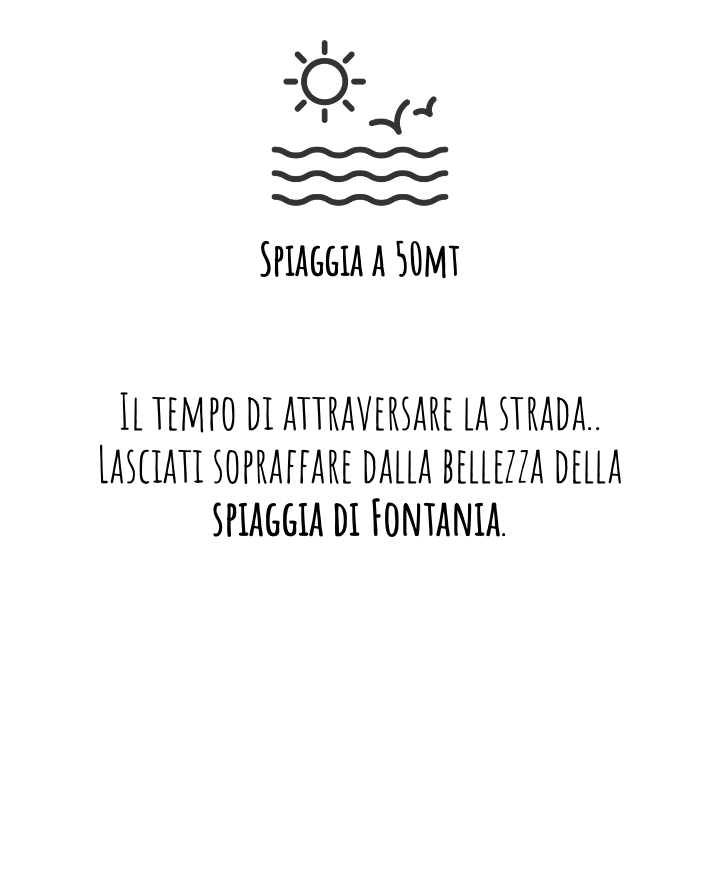 Spiaggia a 50mt
Il tempo di attraversare la strada..
Lasciati sopraffare dalla bellezza della
spiaggia di Fontania.